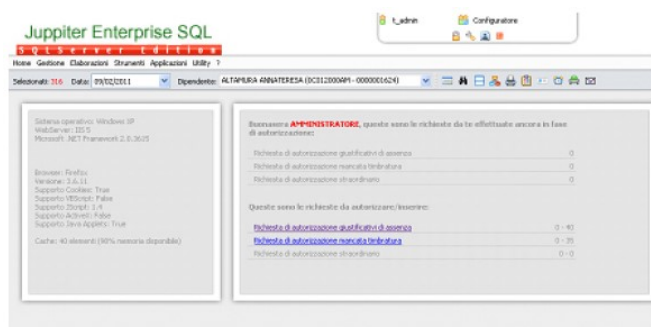 Juppiter Enterprise SQL
SQLServer Edition
t_admin
Configuratore
Home Gestione Elaborazioni Strumenti Applicazioni Utility ?
Selezionati: 316 Data: 09/02/2011 Dipendente: ALTAMURA ANNATERESA (DCI12000AM - 0000001624)
Sistema operativo: Windows XP
WebServer: IIS 5
Microsoft .NET Framework 2.0.3615
Browser: Firefox
Versione: 3.6.11
Supporto Cookies: True
Supporto VBScript: False
Supporto JScript: 1.4
Supporto ActiveX: False
Supporto Java Applets: True
Cache: 40 elementi (98% memoria disponibile)
Buonasera AMMINISTRATORE, queste sono le richieste da te effettuate ancora in fase
di autorizzazione:
Richiesta di autorizzazione giustificativi di assenza 0
Richiesta di autorizzazione mancata timbratura 0
Richiesta di autorizzazione straordinario 0
Queste sono le richieste da autorizzare/inserire:
Richiesta di autorizzazione giustificativi di assenza 0 - 40
Richiesta di autorizzazione mancata timbratura 0 - 35
Richiesta di autorizzazione straordinario 0 - 0